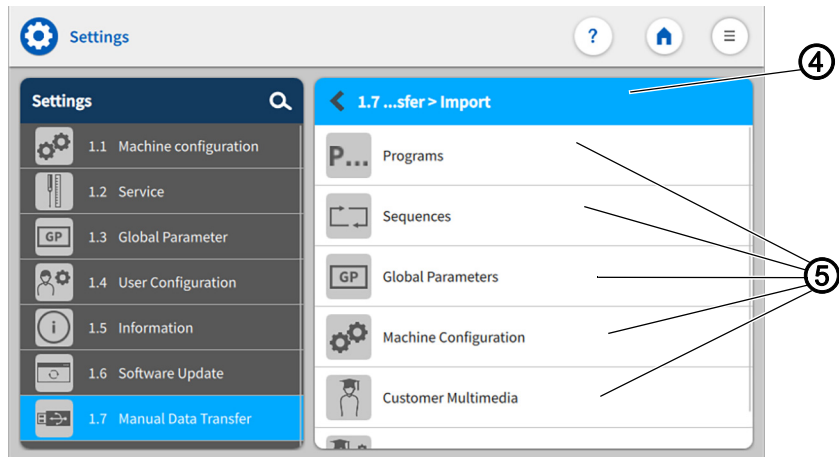 Settings
?
④
Settings
1.7 ...sfer > Import
1.1 Machine configuration
1.2 Service
GP 1.3 Global Parameter
1.4 User Configuration
i 1.5 Information
1.6 Software Update
1.7 Manual Data Transfer
P... Programs
Sequences
GP Global Parameters
Machine Configuration
Customer Multimedia
⑤